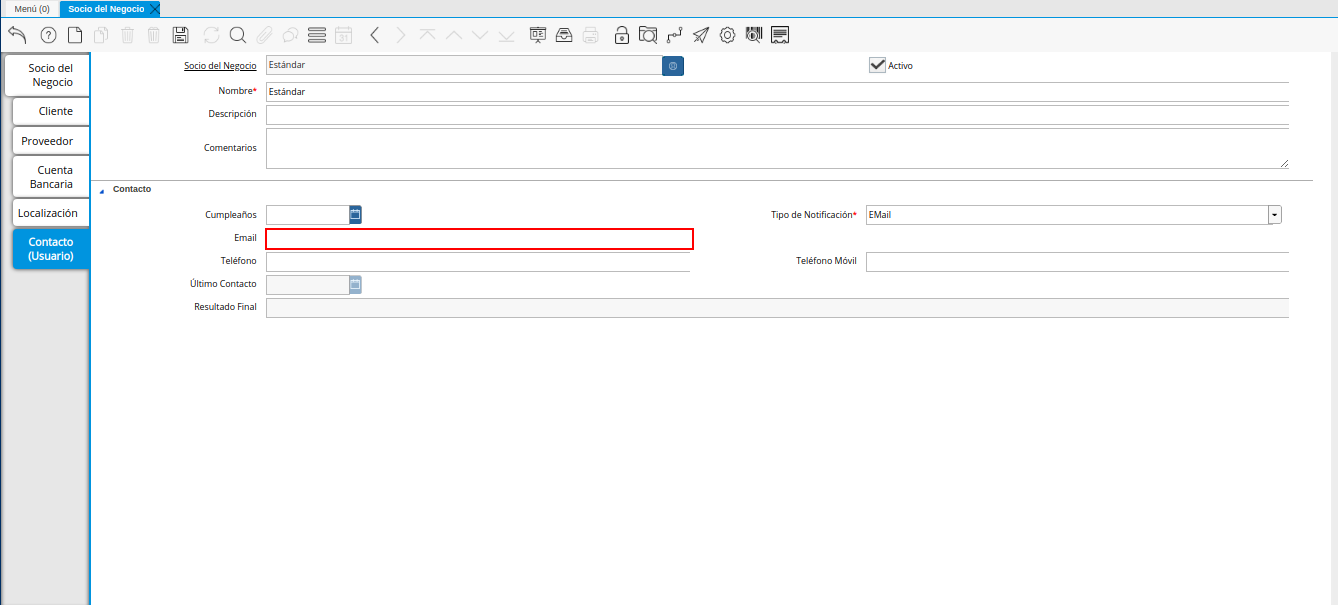 Menú (0)
Socio del Negocio
31
Socio del
Negocio
Cliente
Proveedor
Cuenta
Bancaria
Localización
Contacto
(Usuario)
Socio del Negocio
Estándar
Activo
Nombre*
Estándar
Descripción
Comentarios
Contacto
Cumpleaños
Tipo de Notificación*
EMail
Email
Teléfono
Teléfono Móvil
Último Contacto
Resultado Final